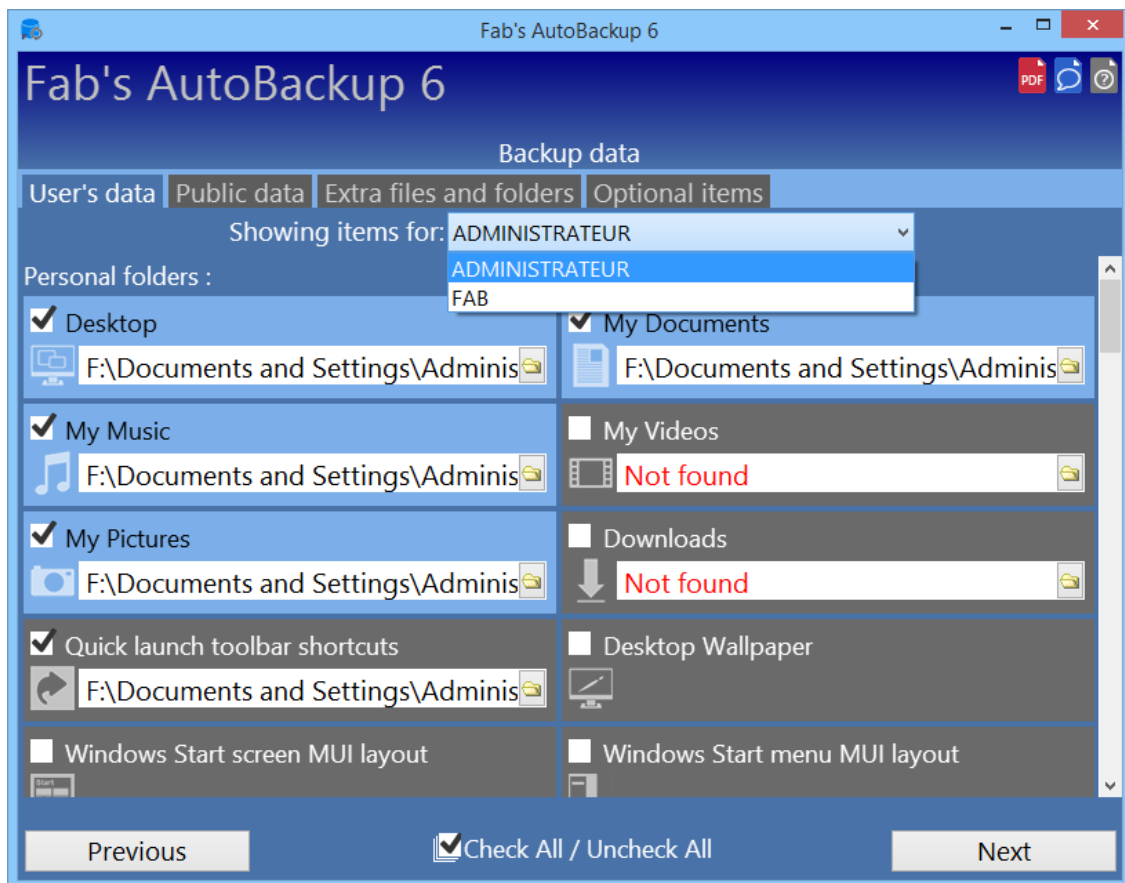 Fab's AutoBackup 6
Fab's AutoBackup 6
PDF
Backup data
User's data Public data Extra files and folders Optional items
Showing items for: ADMINISTRATEUR
ADMINISTRATEUR
FAB
Personal folders :
Desktop
F:\Documents and Settings\Adminis
My Documents
F:\Documents and Settings\Adminis
My Music
F:\Documents and Settings\Adminis
My Videos
Not found
My Pictures
F:\Documents and Settings\Adminis
Downloads
Not found
Quick launch toolbar shortcuts
F:\Documents and Settings\Adminis
Desktop Wallpaper
Windows Start screen MUI layout
Start
Windows Start menu MUI layout
Previous
Check All / Uncheck All
Next